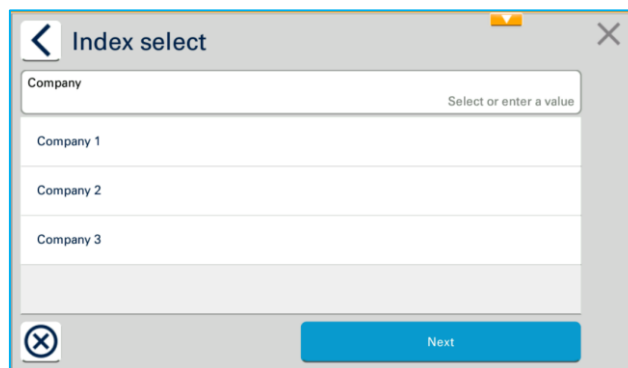 Index select
Company
Select or enter a value
Company 1
Company 2
Company 3
Next